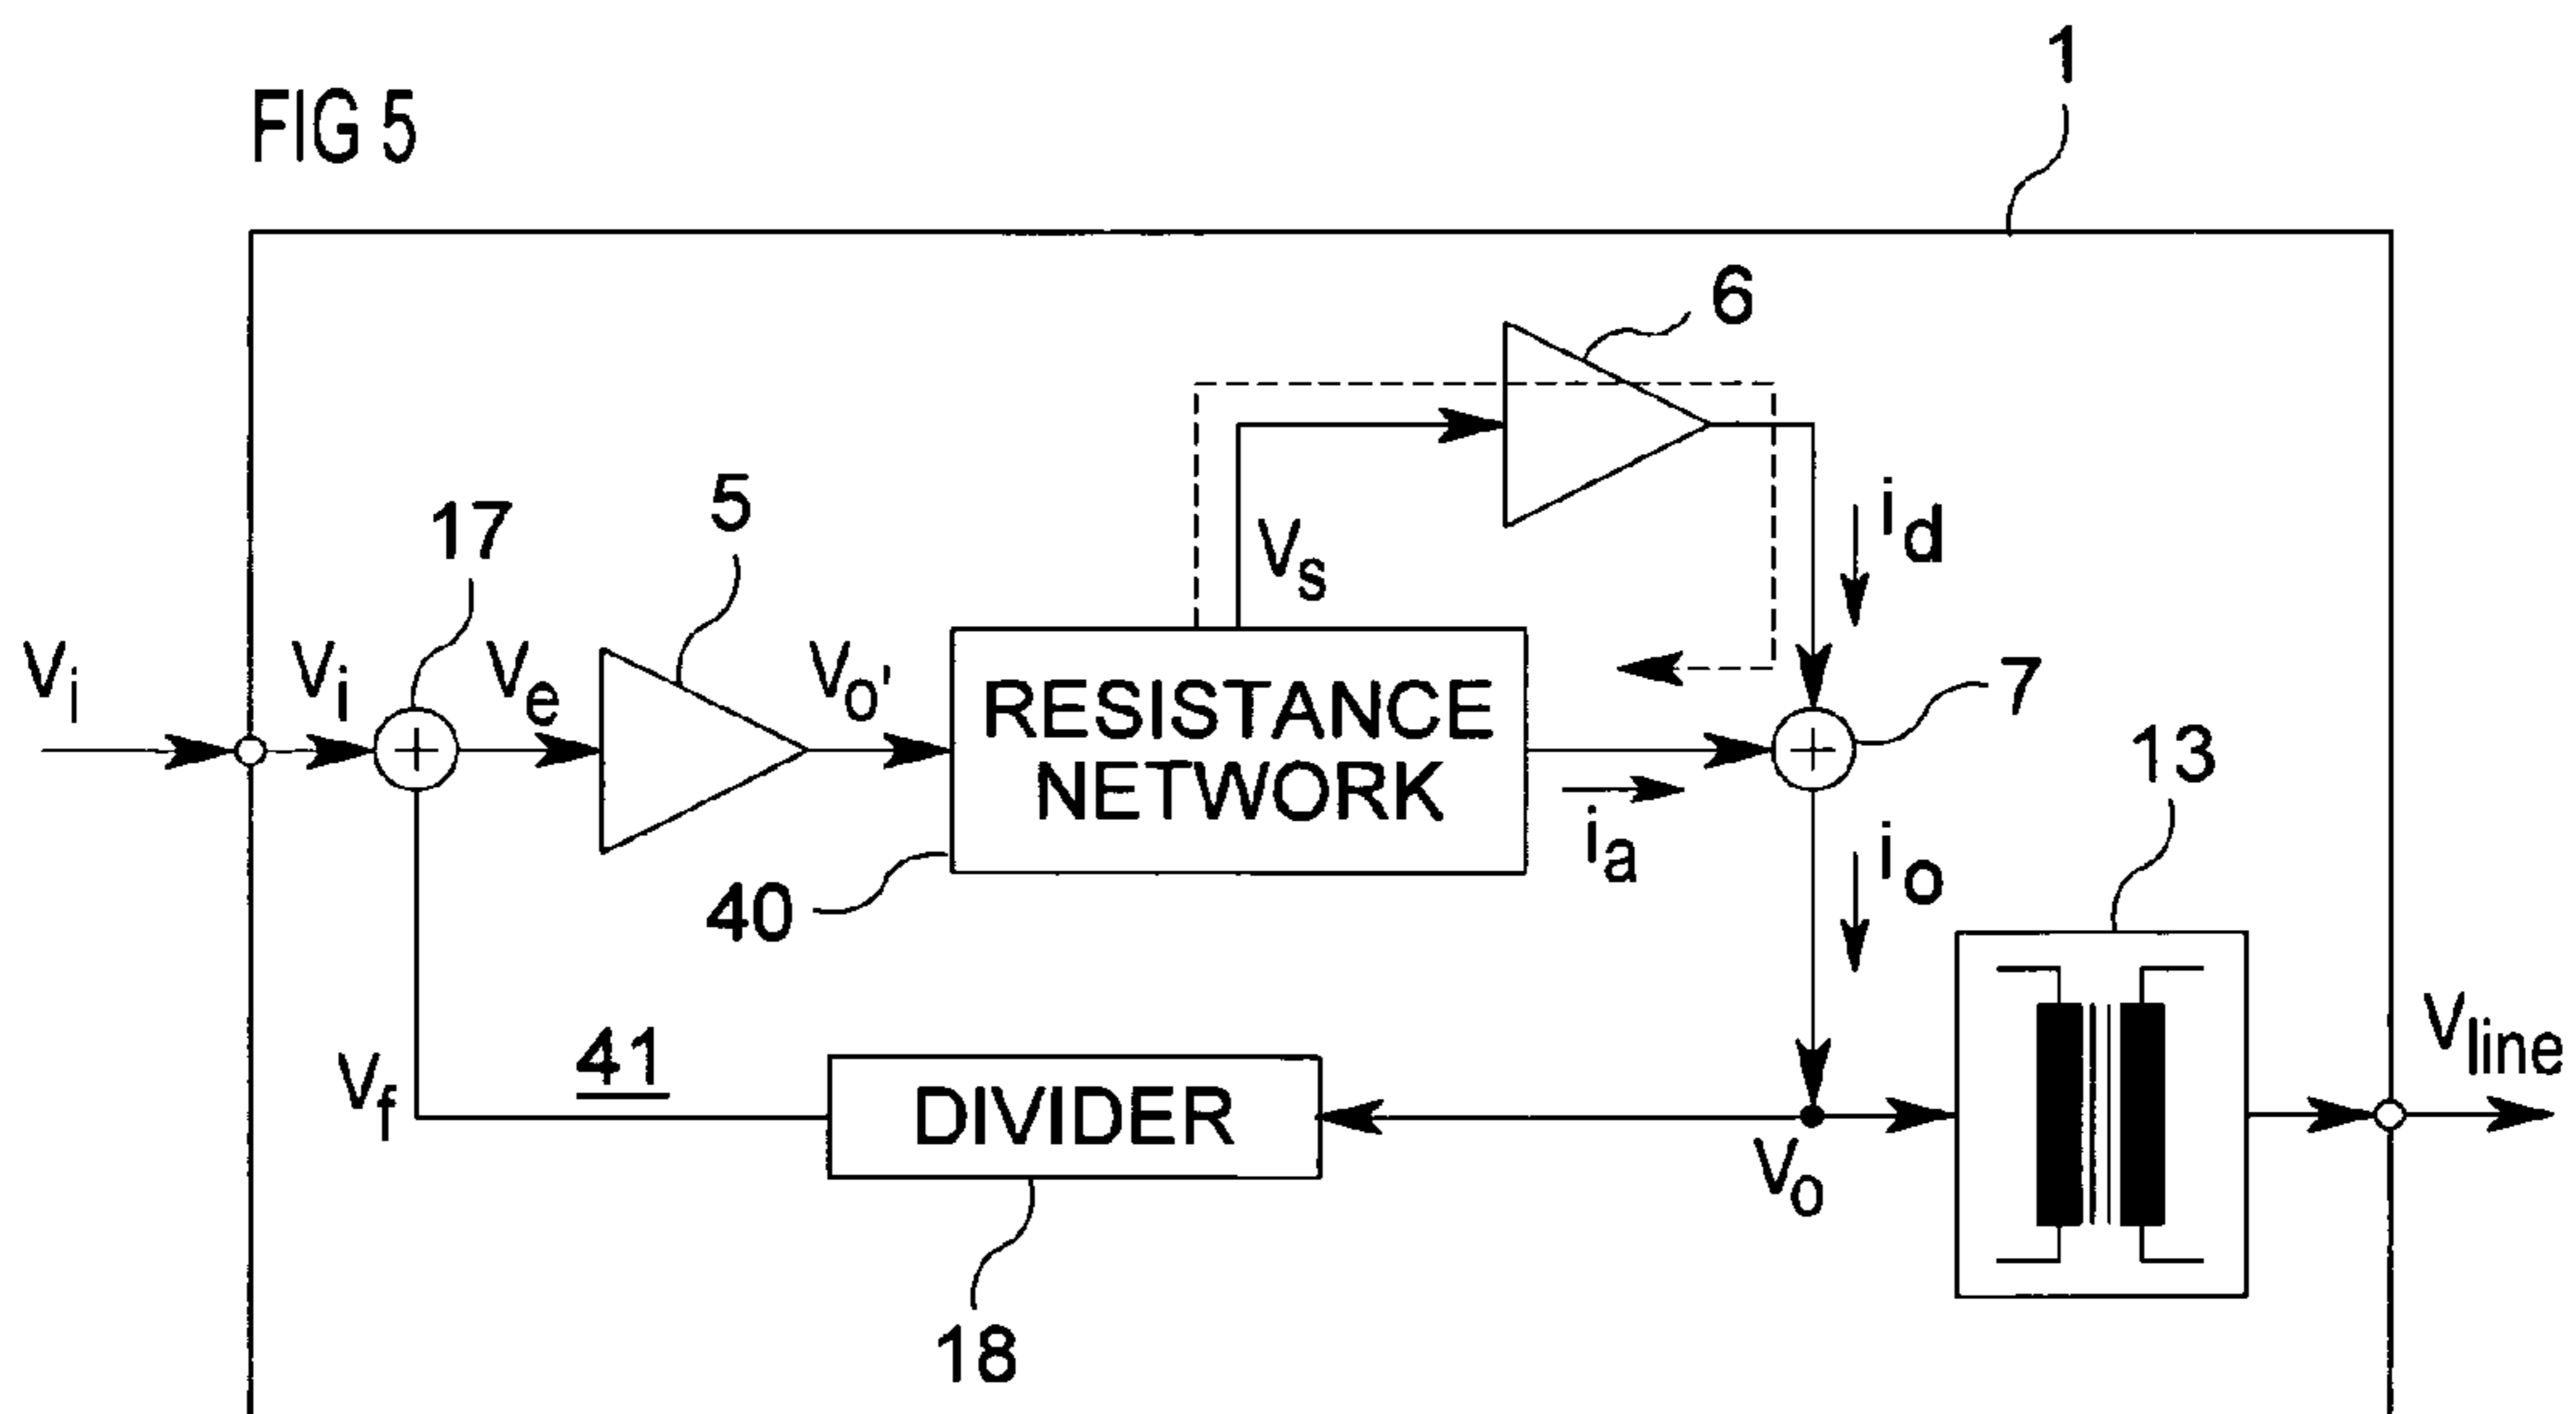 FIG 5
1
6
5
17
Vi
Vi
Ve
Vo'
Vs
id
7
RESISTANCE
NETWORK
ia
40
io
13
Vline
Vf
41
DIVIDER
Vo
18